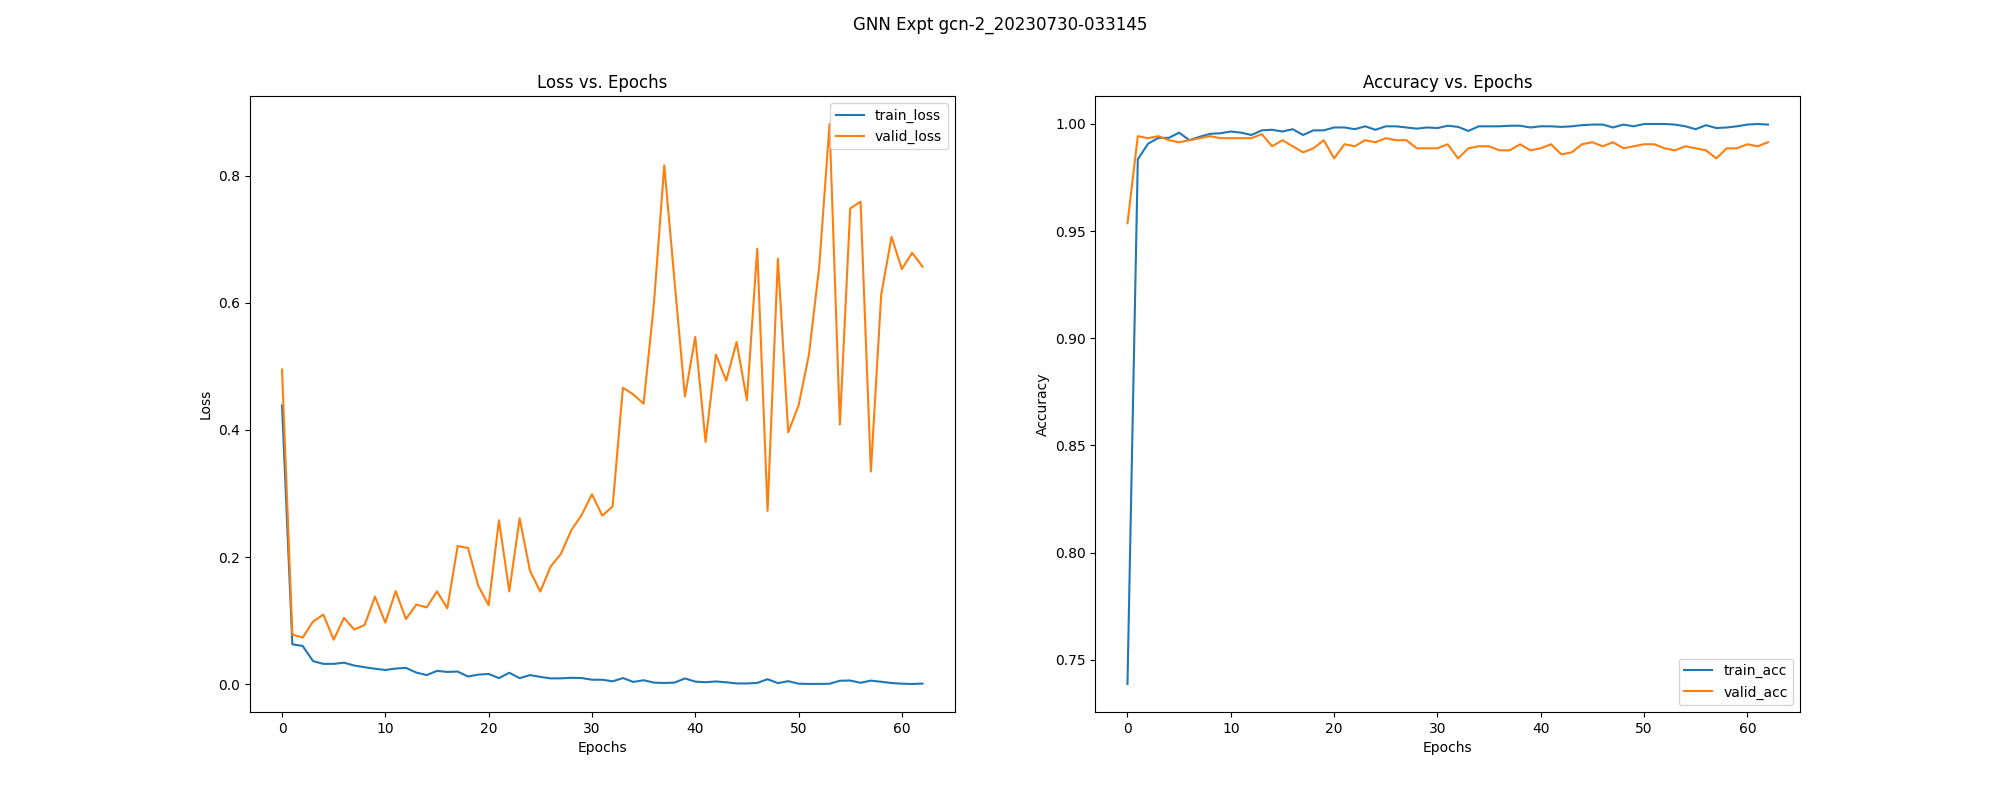 GNN Expt gcn-2_20230730-033145
Loss vs. Epochs
train_loss
valid_loss
0.8
0.6
0.4
0.2
0.0
Loss
0 10 20 30 40 50 60
Epochs
Accuracy vs. Epochs
1.00
0.95
0.90
0.85
0.80
0.75
Accuracy
train_acc
valid_acc
0 10 20 30 40 50 60
Epochs